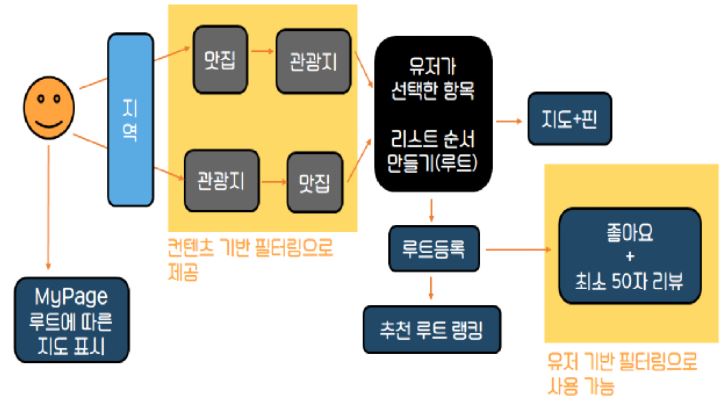 지역
맛집
관광지
관광지
맛집
컨텐츠 기반 필터링으로
제공
유저가
선택한 항목
리스트 순서
만들기(루트)
지도+핀
루트등록
추천 루트 랭킹
좋아요
+
최소 50자 리뷰
유저 기반 필터링으로
사용 가능
MyPage
루트에 따른
지도 표시